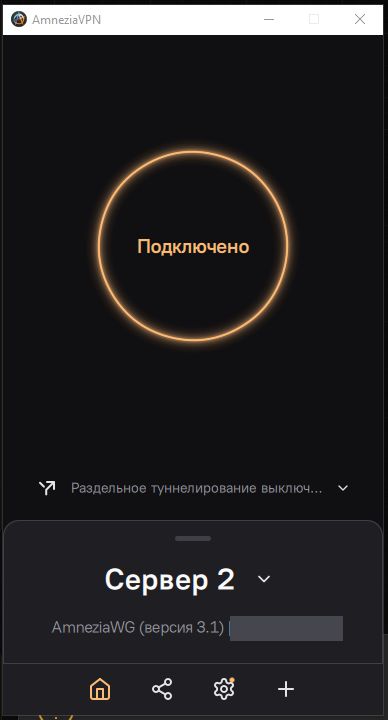 AmneziaVPN
Подключено
Раздельное туннелирование выключ...
Сервер 2
AmneziaWG (версия 3.1) |